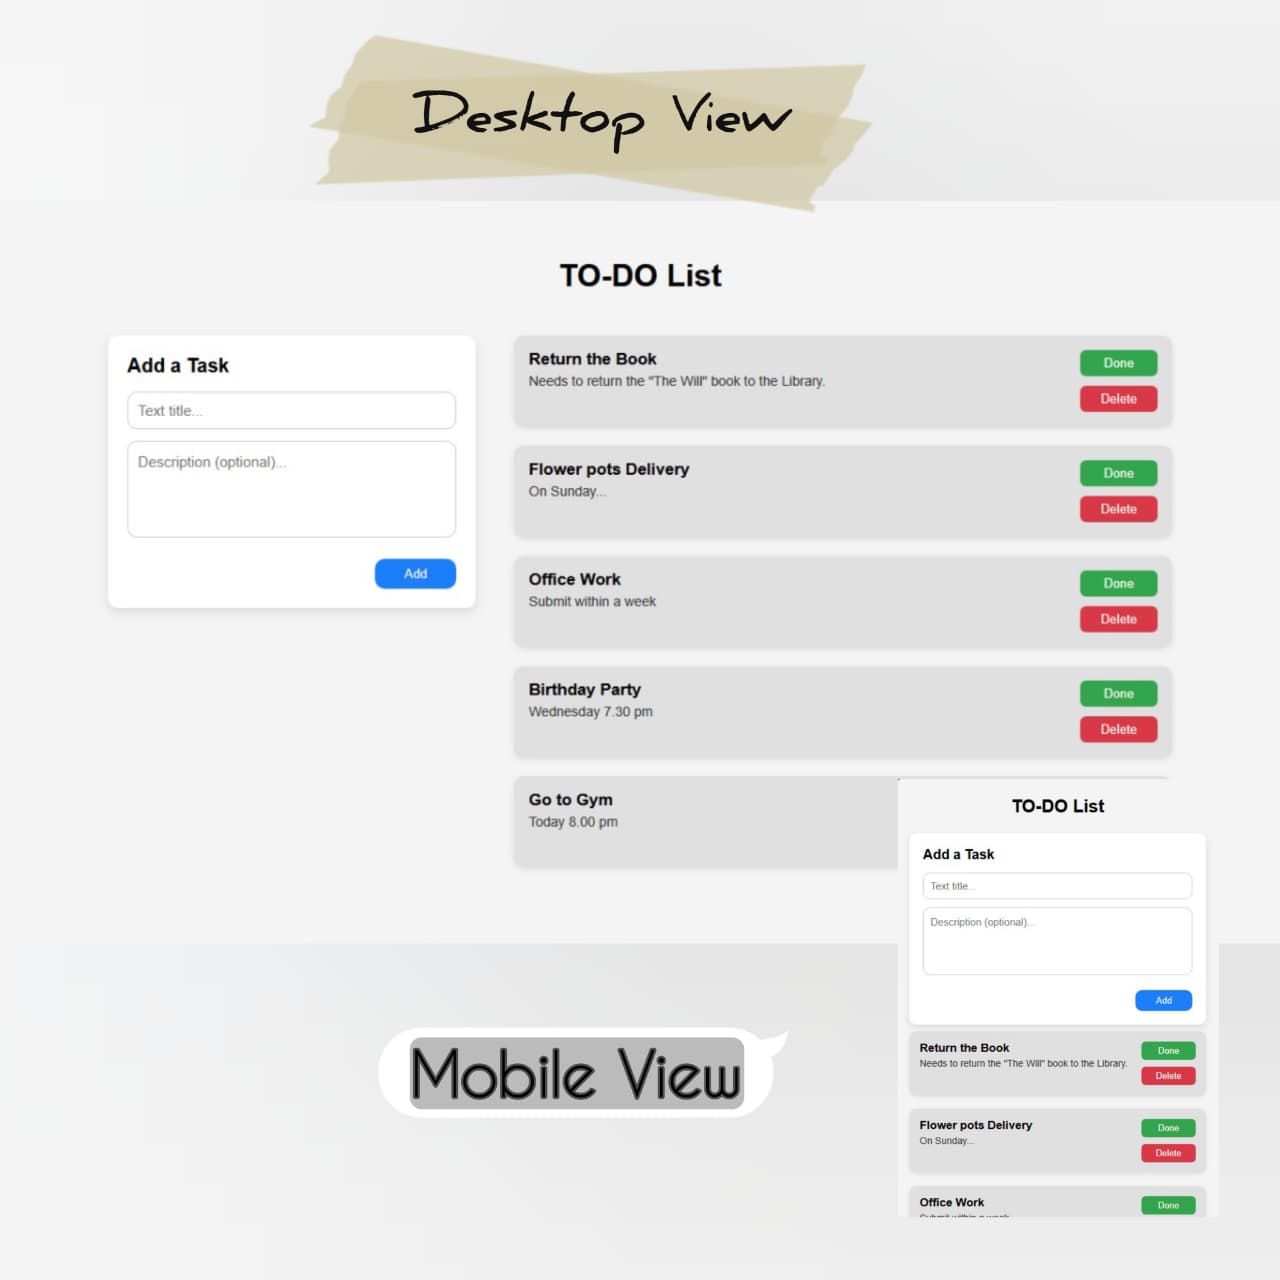 Desktop View
TO-DO List
Add a Task
Text title...
Description (optional)...
Add
Return the Book
Needs to return the "The Will" book to the Library.
Done
Delete
Flower pots Delivery
On Sunday...
Done
Delete
Office Work
Submit within a week
Done
Delete
Birthday Party
Wednesday 7.30 pm
Done
Delete
Go to Gym
Today 8.00 pm
Mobile View
TO-DO List
Add a Task
Text title...
Description (optional)...
Add
Return the Book
Needs to return the "The Will" book to the Library.
Done
Delete
Flower pots Delivery
On Sunday...
Done
Delete
Office Work
Submit within a week
Done